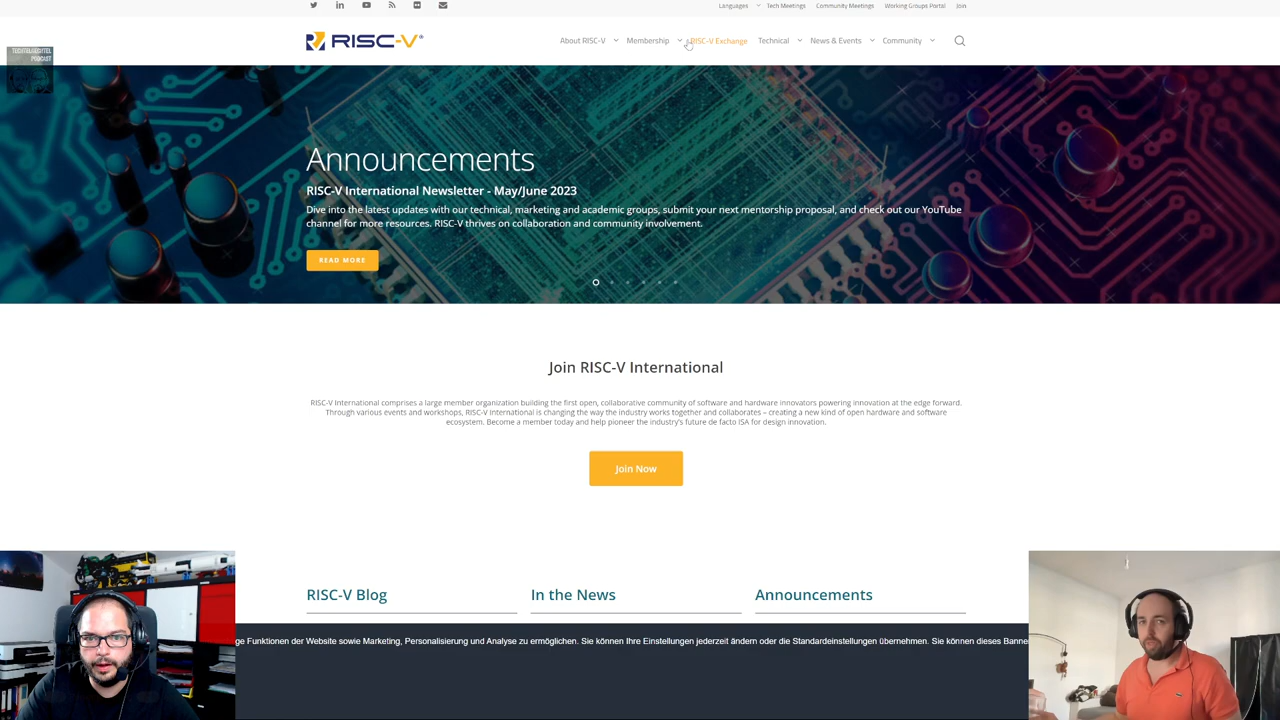 Languages
Tech Meetings
Community Meetings
Working Groups Portal
Join
PODCAST
RISC-V®
About RISC-V
Membership
RISC-V Exchange
Technical
News & Events
Community
Announcements
RISC-V International Newsletter - May/June 2023
Dive into the latest updates with our technical, marketing and academic groups, submit your next mentorship proposal, and check out our YouTube
channel for more resources. RISC-V thrives on collaboration and community involvement.
READ MORE
Join RISC-V International
RISC-V International comprises a large member organization building the first open, collaborative community of software and hardware innovators powering innovation at the edge forward.
Through various events and workshops, RISC-V International is changing the way the industry works together and collaborates – creating a new kind of open hardware and software
ecosystem. Become a member today and help pioneer the industry's future de facto ISA for design innovation.
Join Now
RISC-V Blog
In the News
Announcements
ge Funktionen der Website sowie Marketing, Personalisierung und Analyse zu ermöglichen. Sie können Ihre Einstellungen jederzeit ändern oder die Standardeinstellungen übernehmen. Sie können dieses Banne